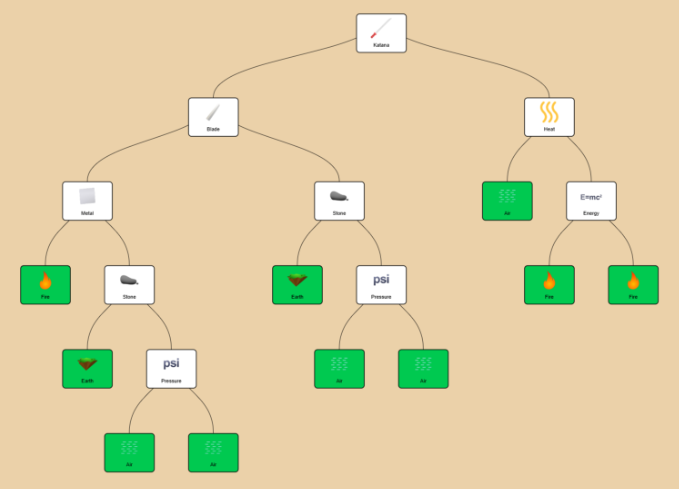 Katana
Blade
Heat
Metal
Stone
Air
E=mc²
Energy
Fire
Stone
Earth
psi
Pressure
Fire
Fire
Earth
psi
Pressure
Air
Air
Air
Air